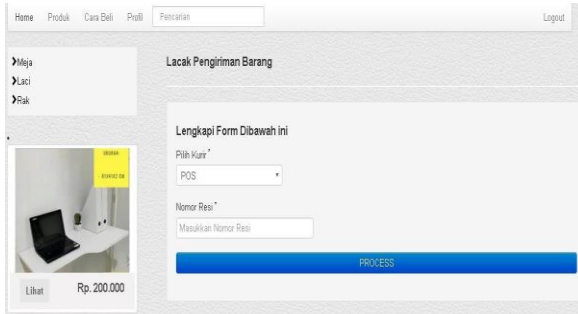 Home Produk Cara Beli Profil Pencarian Logout
Meja
Laci
Rak
Lacak Pengiriman Barang
Lengkapi Form Dibawah ini
Pilih Kurir *
POS
Nomor Resi *
Masukkan Nomor Resi
PROCESS
Lihat Rp. 200.000